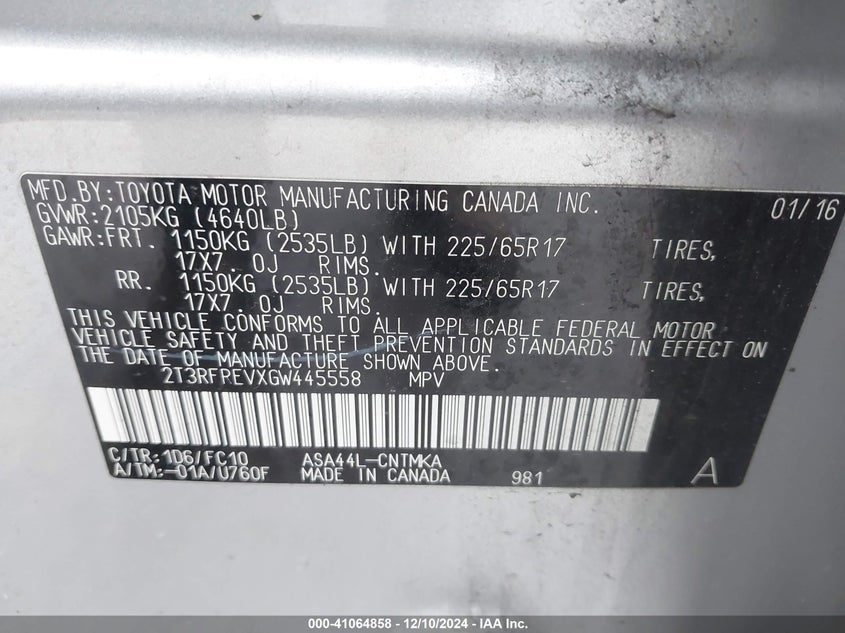 MFD.BY:TOYOTA MOTOR MANUFACTURING CANADA INC. 01/16
GVWR:2105KG (4640LB)
GAWR:FRT. 1150KG (2535LB) WITH 225/65R17 TIRES,
17X7.0J RIMS.
RR. 1150KG (2535LB) WITH 225/65R17 TIRES,
17X7.0J RIMS.
THIS VEHICLE CONFORMS TO ALL APPLICABLE FEDERAL MOTOR
VEHICLE SAFETY AND THEFT PREVENTION STANDARDS IN EFFECT ON
THE DATE OF MANUFACTURE SHOWN ABOVE.
2T3RFREVXGW445558 MPV
C/TR:1D6/FC10 ASA44L-CNTMKA
A/TM:-01A/U760F MADE IN CANADA 981 A
000-41064858 - 12/10/2024 - IAA Inc.